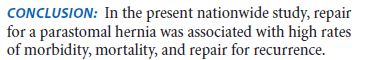 CONCLUSION: In the present nationwide study, repair
for a parastomal hernia was associated with high rates
of morbidity, mortality, and repair for recurrence.